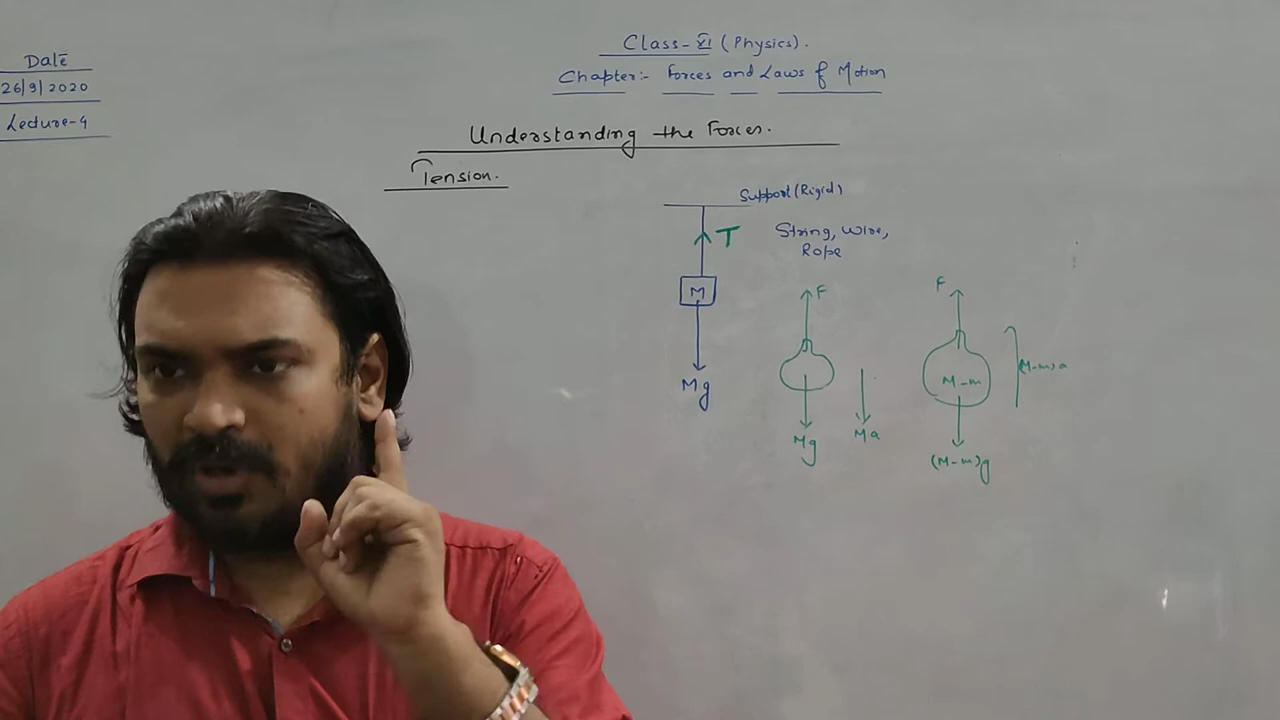 Date
26/9/2020
Lecture-4
Class-XI (Physics).
Chapter:- Forces and Laws of Motion
Understanding the Forces.
Tension.
Support (Rigid)
T
String, Wire,
Rope
M
Mg
F
Mg
Ma
F
M-m
(M-m)a
(M-m)g